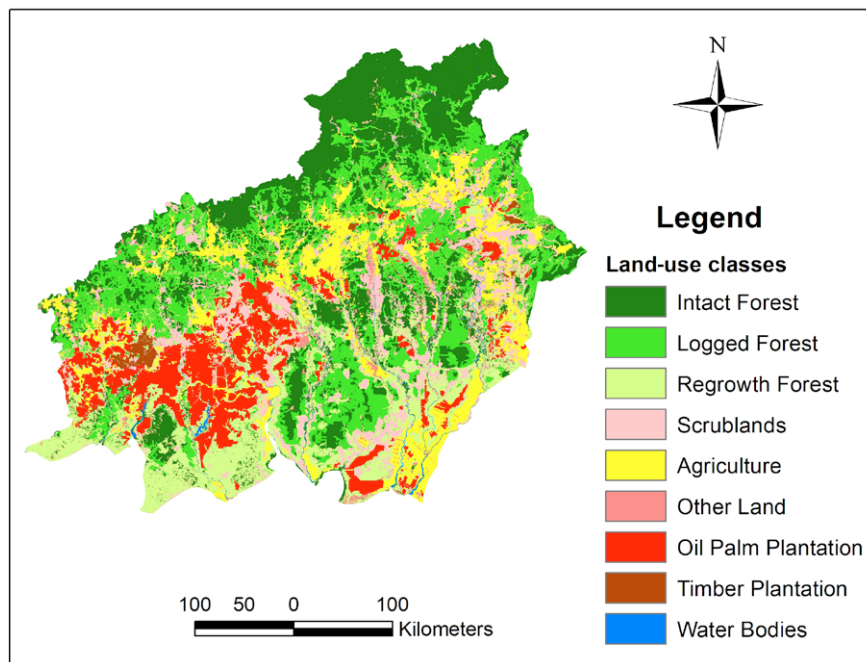 N
Legend
Land-use classes
Intact Forest
Logged Forest
Regrowth Forest
Scrublands
Agriculture
Other Land
Oil Palm Plantation
Timber Plantation
Water Bodies
100 50 0 100
Kilometers